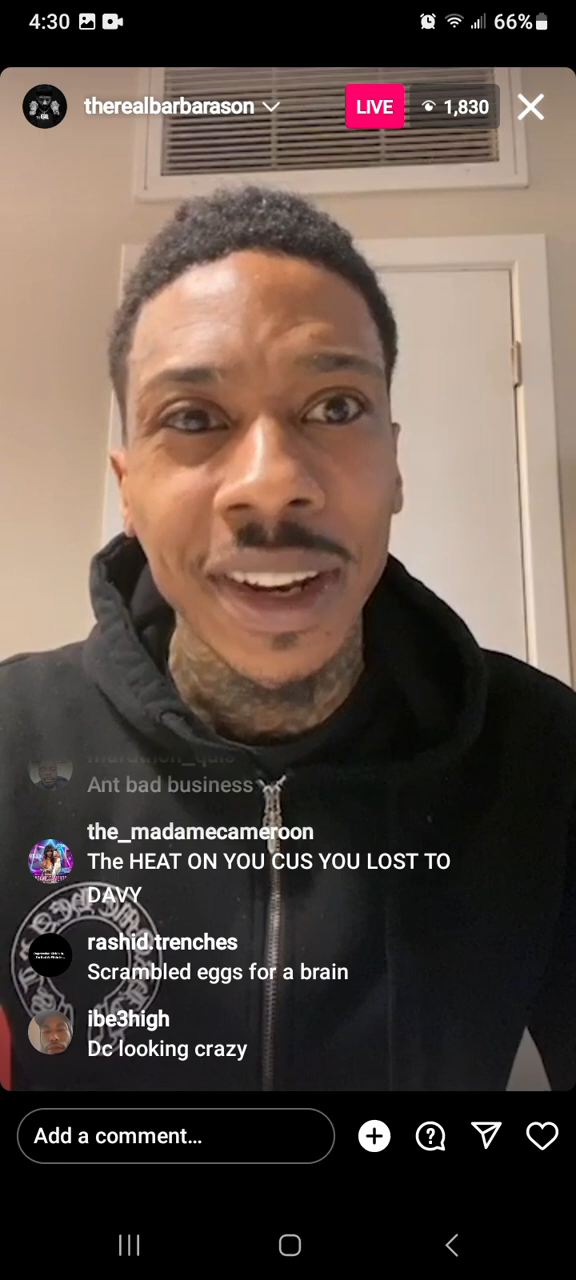 4:30
66%
therealbarbarason
LIVE
1,830
marathon_quis
Ant bad business
the_madamecameroon
The HEAT ON YOU CUS YOU LOST TO
DAVY
rashid.trenches
Scrambled eggs for a brain
ibe3high
Dc looking crazy
Add a comment…